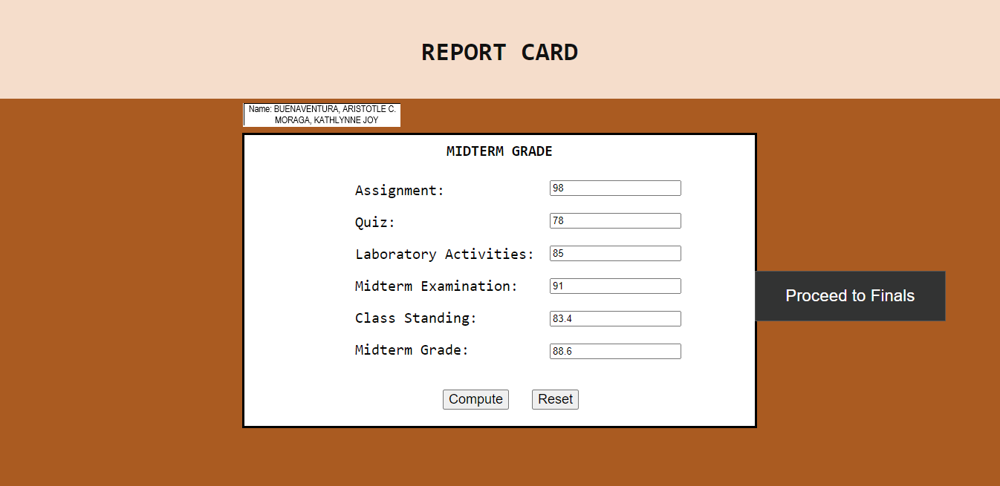 REPORT CARD
Name: BUENAVENTURA, ARISTOTLE C.
MORAGA, KATHLYNNE JOY
MIDTERM GRADE
Assignment: 98
Quiz: 78
Laboratory Activities: 85
Midterm Examination: 91
Proceed to Finals
Class Standing: 83.4
Midterm Grade: 88.6
Compute Reset